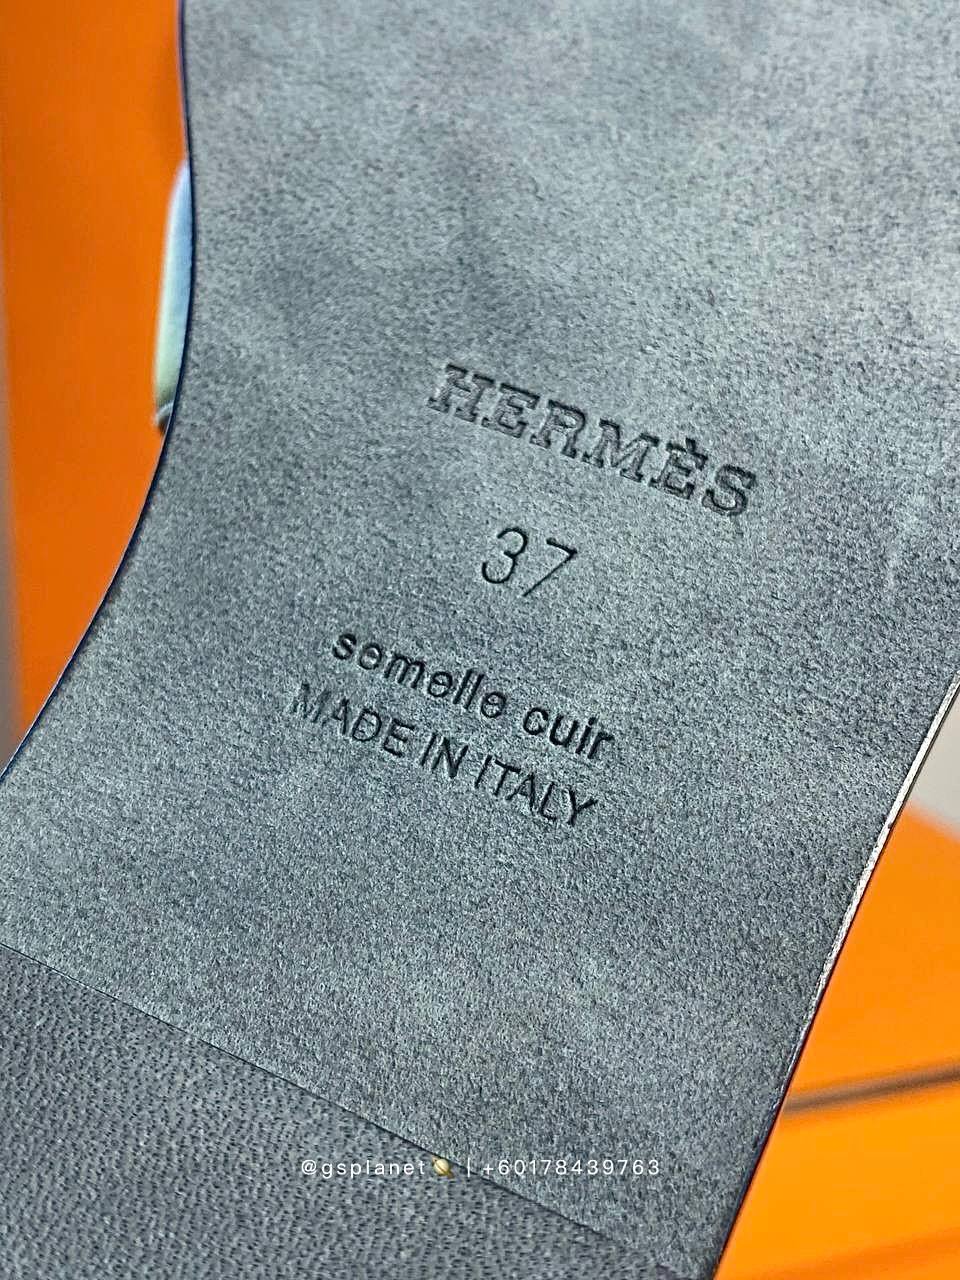 HERMÈS
37
semelle cuir
MADE IN ITALY
@gsplanet🪐 | +60178439763